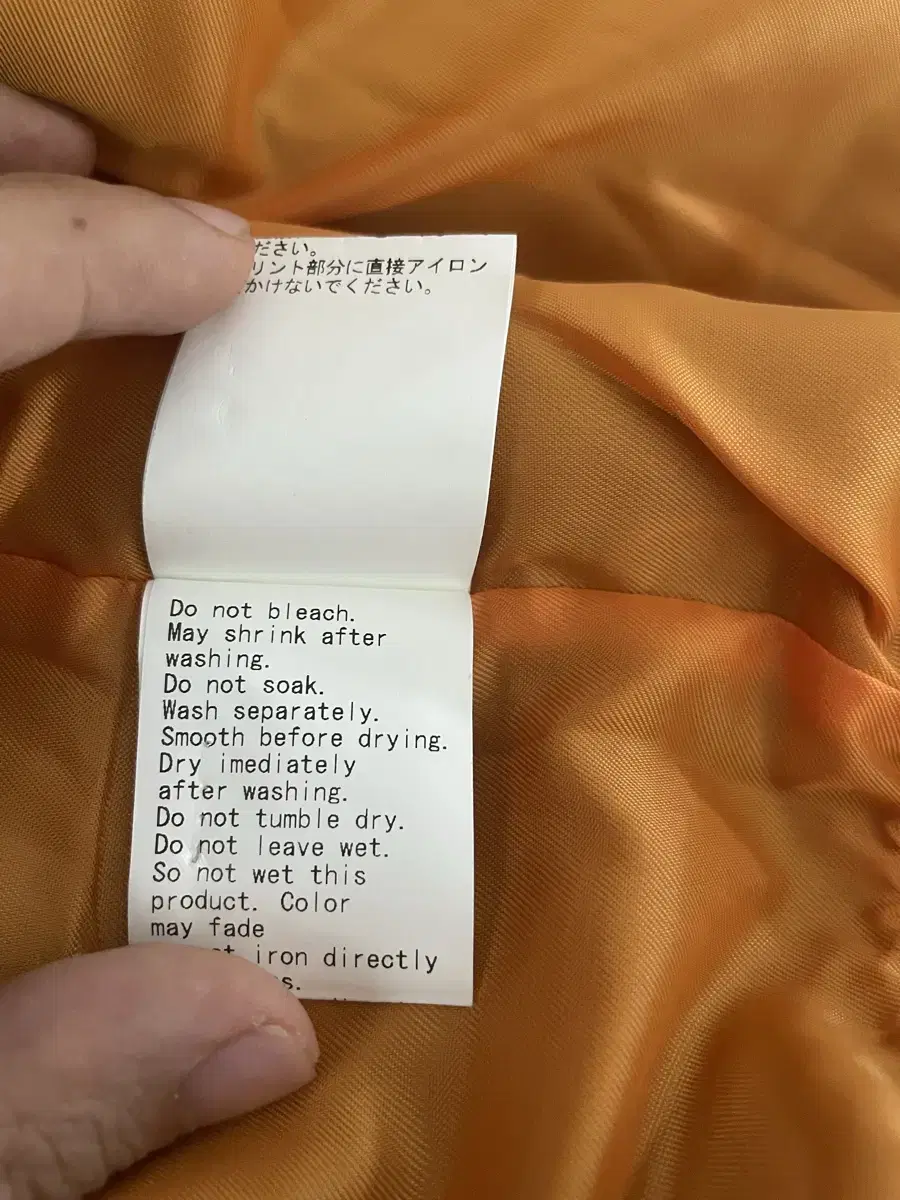 ださい。
リント部分に直接アイロン
かけないでください。
Do not bleach.
May shrink after
washing.
Do not soak.
Wash separately.
Smooth before drying.
Dry imediately
after washing.
Do not tumble dry.
Do not leave wet.
So not wet this
product. Color
may fade
iron directly